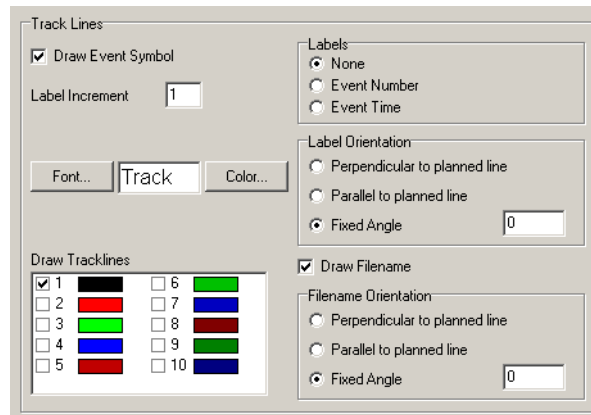 Track Lines
Draw Event Symbol
Label Increment 1
Font... Track Color...
Labels
None
Event Number
Event Time
Label Orientation
Perpendicular to planned line
Parallel to planned line
Fixed Angle 0
Draw Tracklines
1 6
2 7
3 8
4 9
5 10
Draw Filename
Filename Orientation
Perpendicular to planned line
Parallel to planned line
Fixed Angle 0